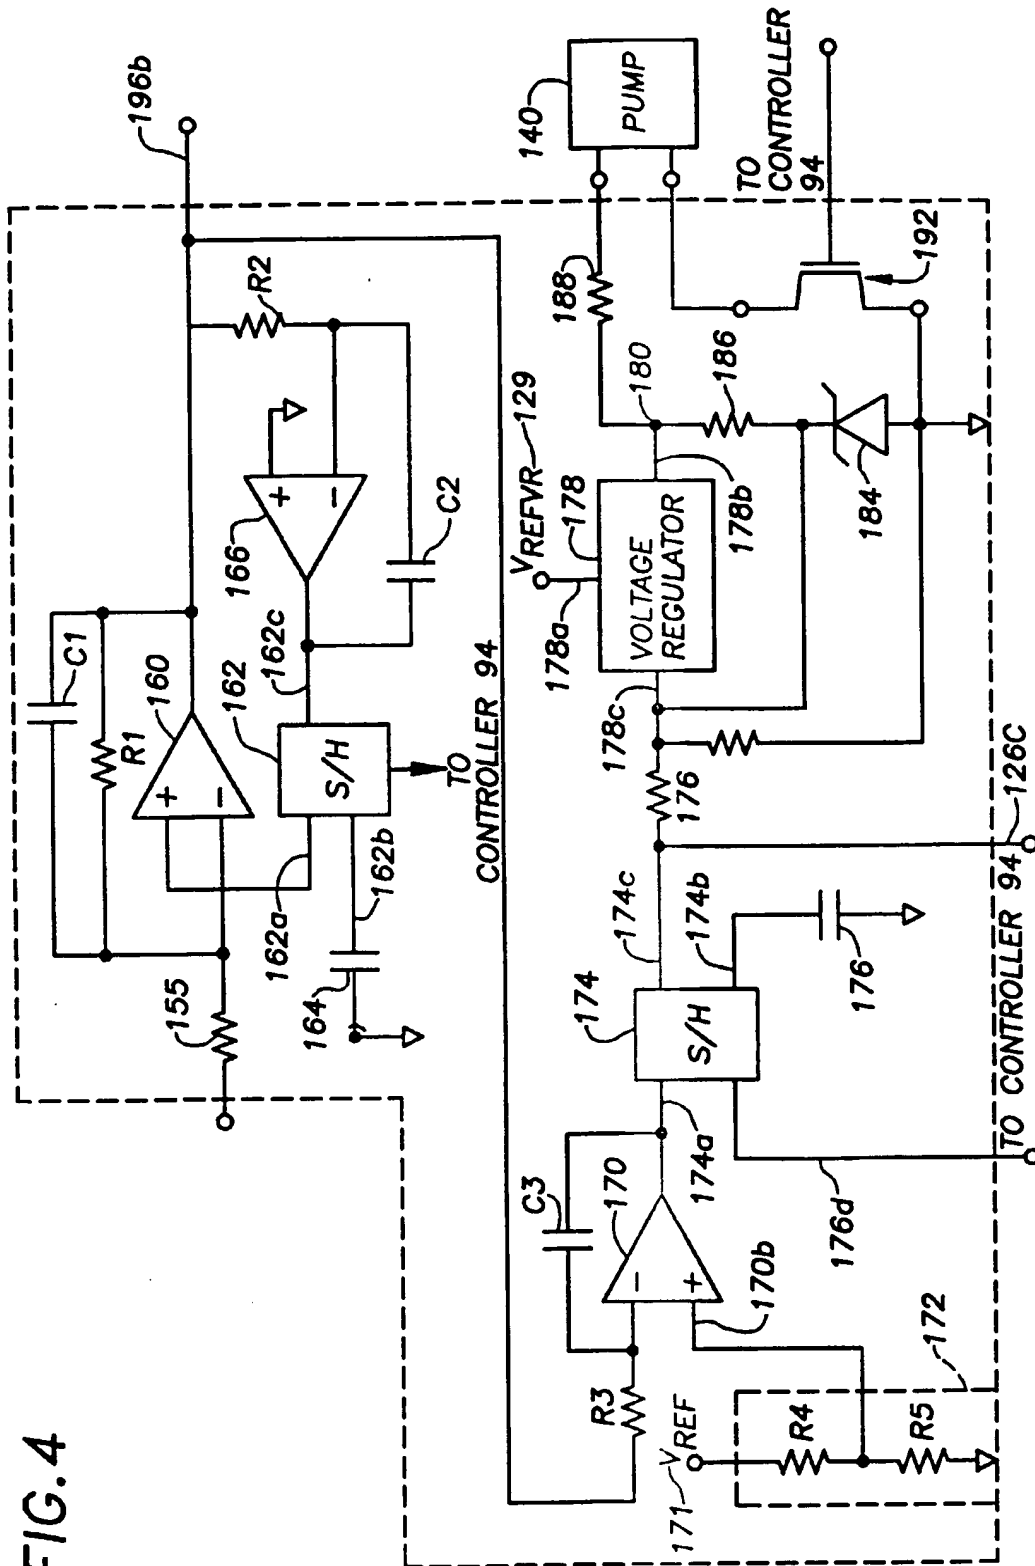 FIG. 4
196b
C1
R1
160
R2
155
162a
164
162b
162
S/H
162c
166
C2
+
−
+
−
TO
CONTROLLER 94
140
PUMP
TO
CONTROLLER
94
188
192
VREFVR
129
178
178a
VOLTAGE
REGULATOR
178b
178c
180
186
184
176
126C
174
174c
S/H
174b
176
174a
176d
C3
170
−
+
170b
R3
171
VREF
172
R4
R5
TO CONTROLLER 94